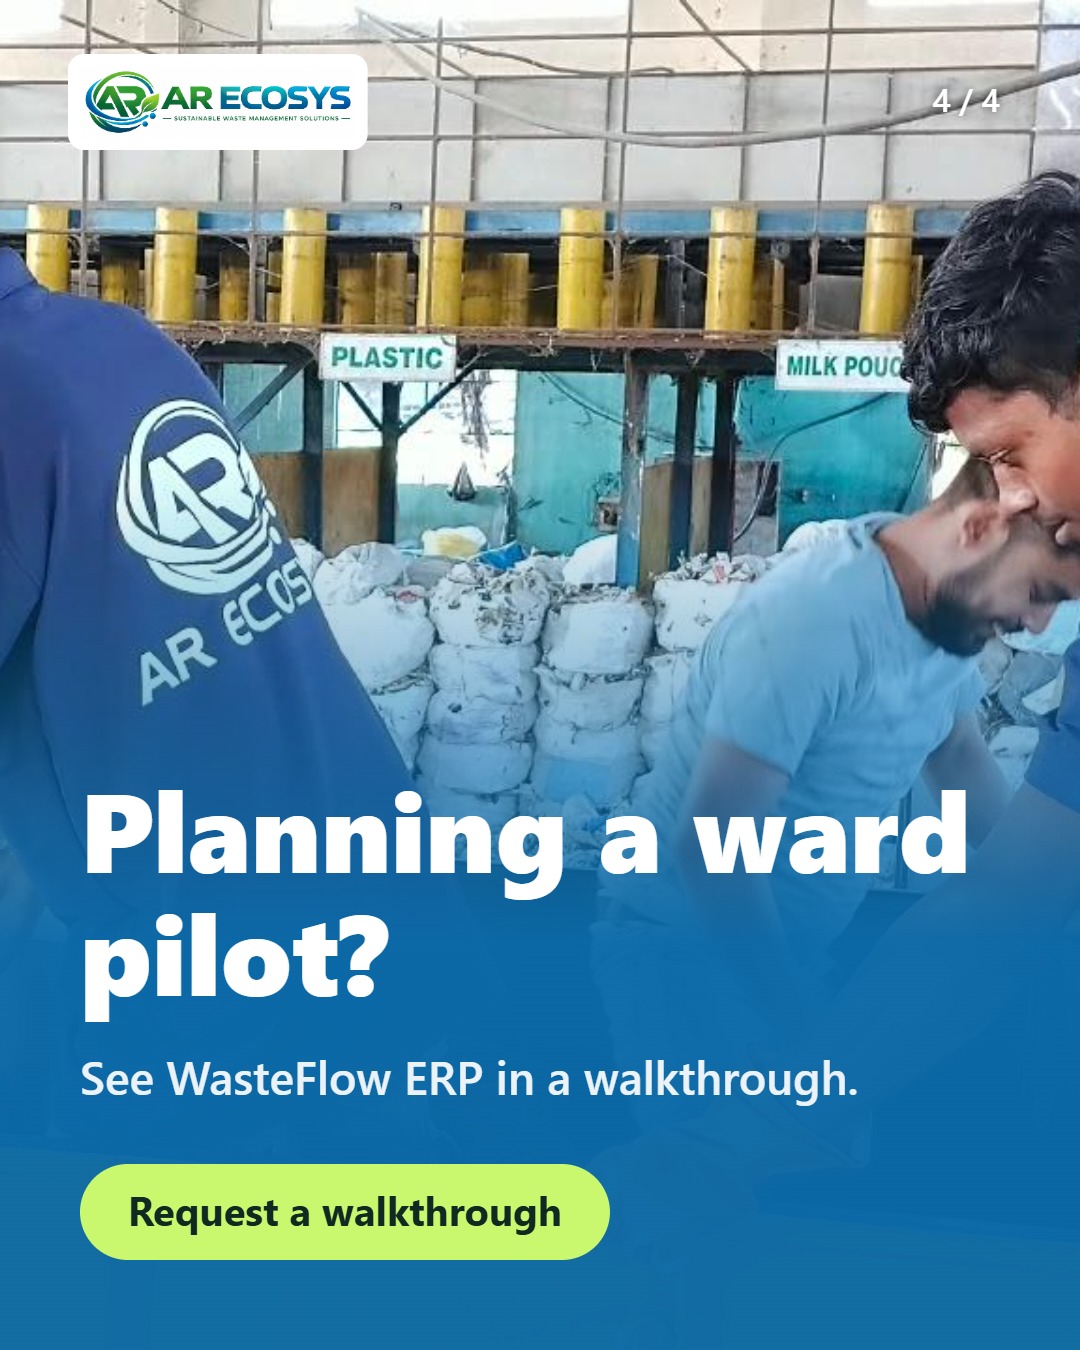 AR ECOSYS
SUSTAINABLE WASTE MANAGEMENT SOLUTIONS
4 / 4
PLASTIC
MILK POUC
AR
AR ECOS
Planning a ward
pilot?
See WasteFlow ERP in a walkthrough.
Request a walkthrough